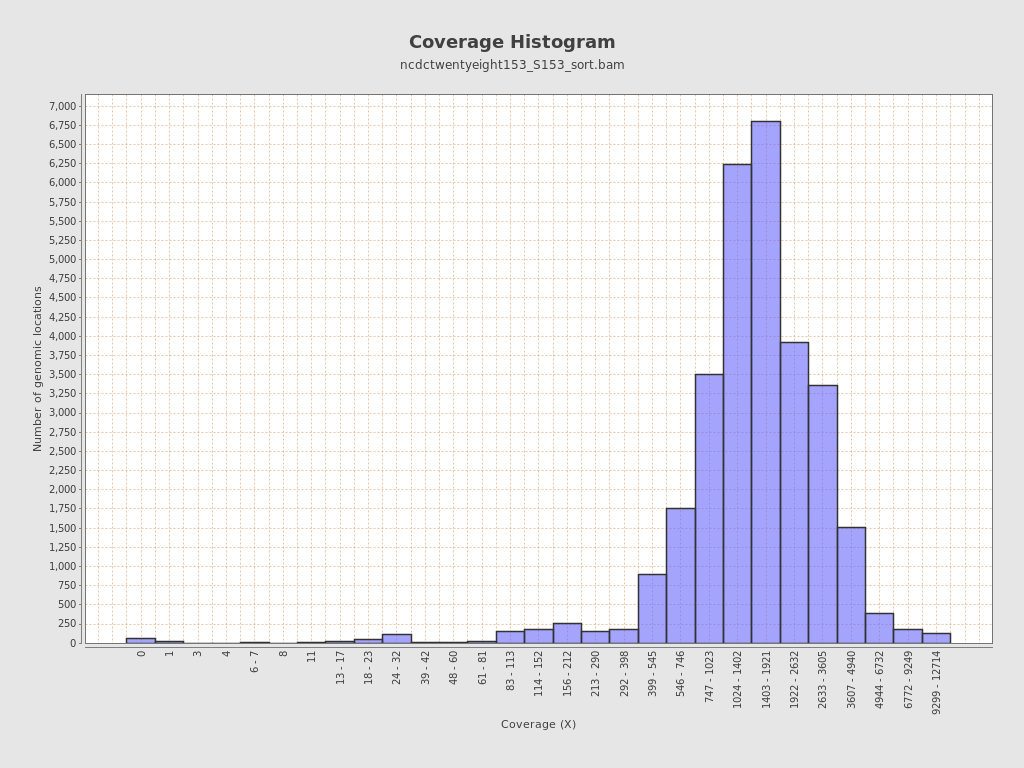 Coverage Histogram
ncdctwentyeight153_S153_sort.bam
Number of genomic locations
7,000
6,750
6,500
6,250
6,000
5,750
5,500
5,250
5,000
4,750
4,500
4,250
4,000
3,750
3,500
3,250
3,000
2,750
2,500
2,250
2,000
1,750
1,500
1,250
1,000
750
500
250
0
0
1
3
4
6 - 7
8
11
13 - 17
18 - 23
24 - 32
39 - 42
48 - 60
61 - 81
83 - 113
114 - 152
156 - 212
213 - 290
292 - 398
399 - 545
546 - 746
747 - 1023
1024 - 1402
1403 - 1921
1922 - 2632
2633 - 3605
3607 - 4940
4944 - 6732
6772 - 9249
9299 - 12714
Coverage (X)